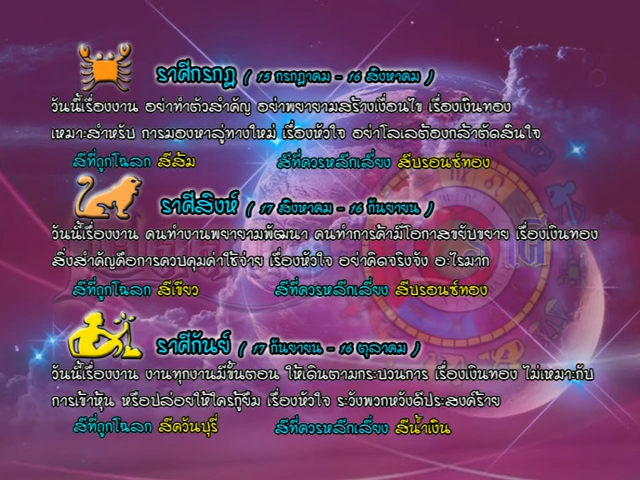 ราศีกรกฎ ( 15 กรกฎาคม - 16 สิงหาคม )
วันนี้เรื่องงาน อย่าทำตัวสำคัญ อย่าพยายามสร้างเงื่อนไข เรื่องเงินทอง
เหมาะสำหรับ การมองหาลู่ทางใหม่ เรื่องหัวใจ อย่าโลเลต้องกล้าตัดสินใจ
สีที่ถูกโฉลก สีส้ม สีที่ควรหลีกเลี่ยง สีบรอนซ์ทอง
ราศีสิงห์ ( 17 สิงหาคม - 16 กันยายน )
วันนี้เรื่องงาน คนทำงานพยายามพัฒนา คนทำการค้ามีโอกาสขยับขยาย เรื่องเงินทอง
สิ่งสำคัญคือการควบคุมค่าใช้จ่าย เรื่องหัวใจ อย่าคิดจริงจัง อะไรมาก
สีที่ถูกโฉลก สีเขียว สีที่ควรหลีกเลี่ยง สีบรอนซ์ทอง
ราศีกันย์ ( 17 กันยายน - 16 ตุลาคม )
วันนี้เรื่องงาน งานทุกงานมีขั้นตอน ให้เดินตามกระบวนการ เรื่องเงินทอง ไม่เหมาะกับ
การเข้าหุ้น หรือปล่อยให้ใครกู้ยืม เรื่องหัวใจ ระวังพวกหวังดีประสงค์ร้าย
สีที่ถูกโฉลก สีควันบุรี่ สีที่ควรหลีกเลี่ยง สีน้ำเงิน